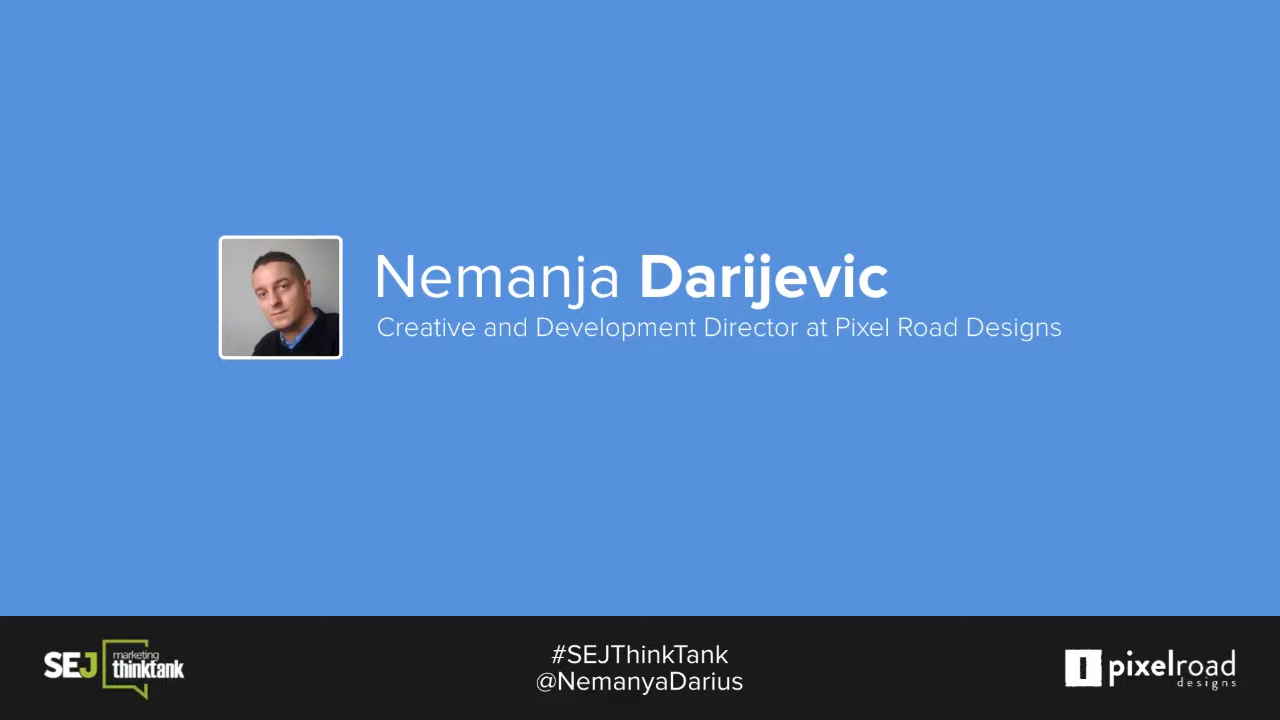 Nemanja Darijevic
Creative and Development Director at Pixel Road Designs
SEJ marketing thinktank
#SEJThinkTank
@NemanyaDarius
pixelroad
designs